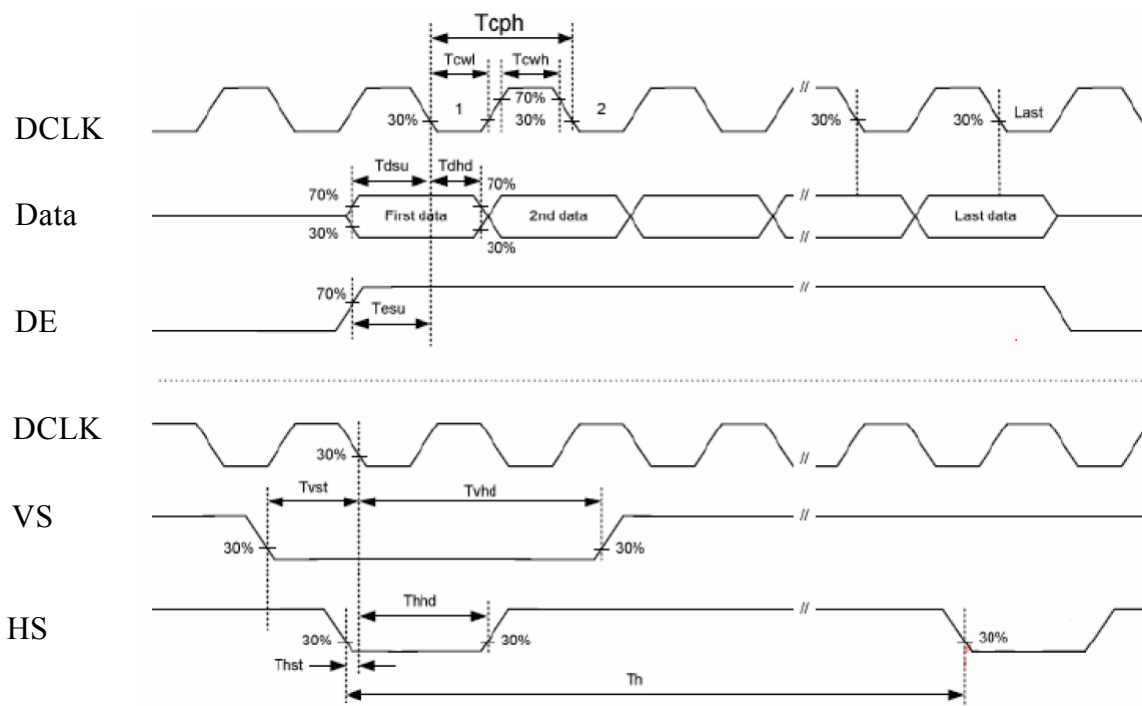 Tcph
Tcwl
Tcwh
DCLK
30%
1
70%
30%
2
//
30%
30%
Last
Tdsu
Tdhd
70%
70%
Data
First data
2nd data
//
Last data
30%
30%
DE
70%
Tesu
//
DCLK
30%
//
VS
Tvst
Tvhd
//
30%
30%
HS
Thhd
//
30%
30%
30%
Thst
Th